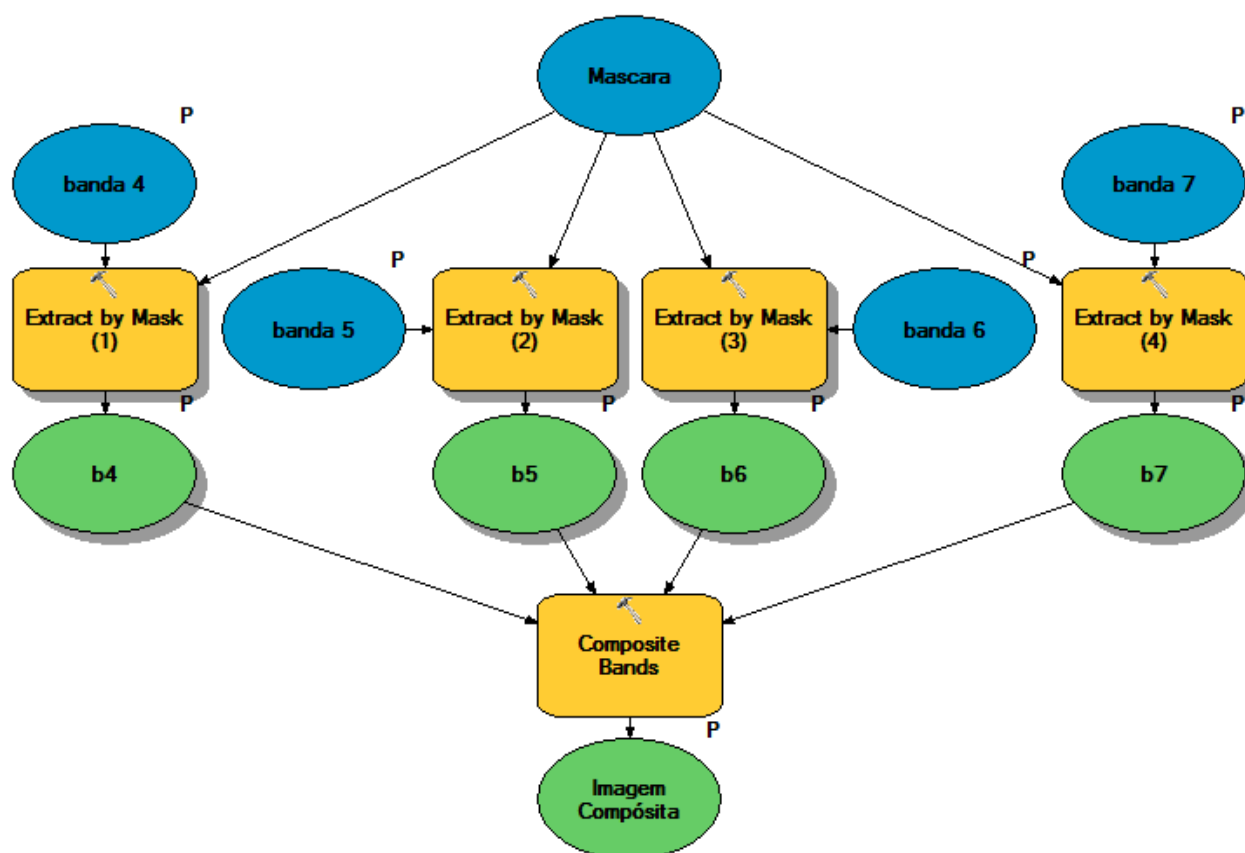 Mascara
P
P
banda 4
banda 7
P
P
Extract by Mask
(1)
banda 5
Extract by Mask
(2)
Extract by Mask
(3)
banda 6
Extract by Mask
(4)
P
P
P
P
b4
b5
b6
b7
Composite
Bands
P
Imagem
Compósita